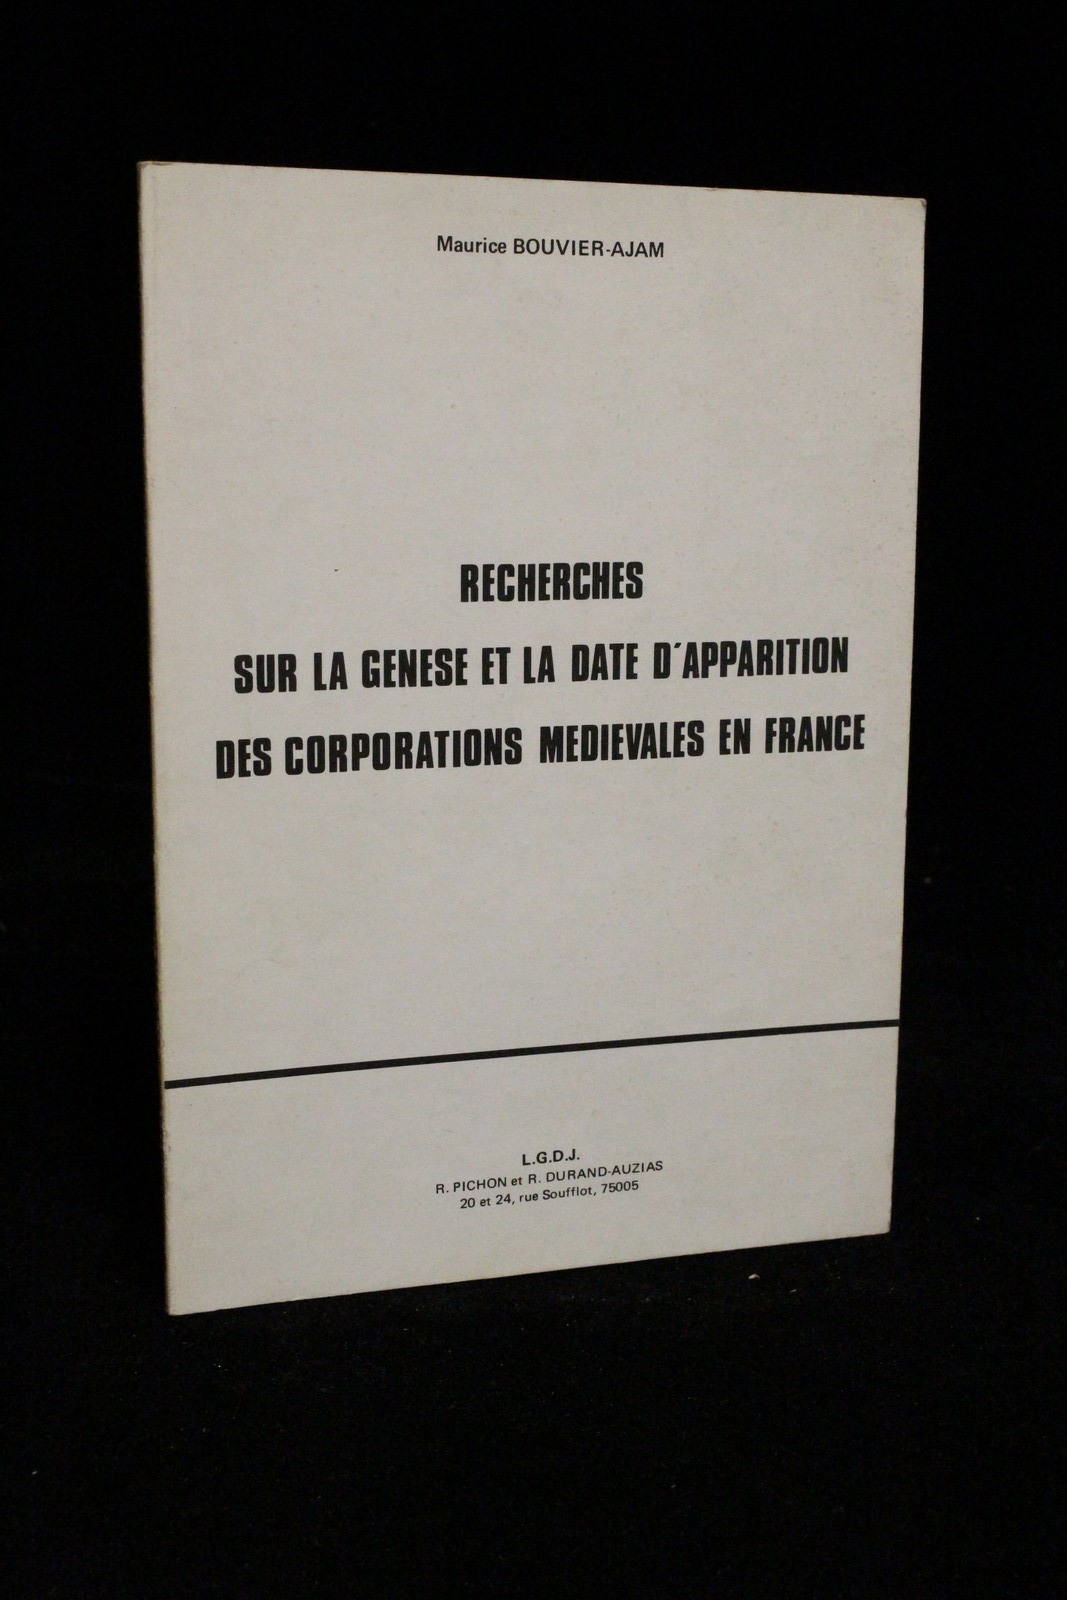 Maurice BOUVIER-AJAM
RECHERCHES
SUR LA GENESE ET LA DATE D'APPARITION
DES CORPORATIONS MEDIEVALES EN FRANCE
L.G.D.J.
R. PICHON et R. DURAND-AUZIAS
20 et 24, rue Soufflot, 75005